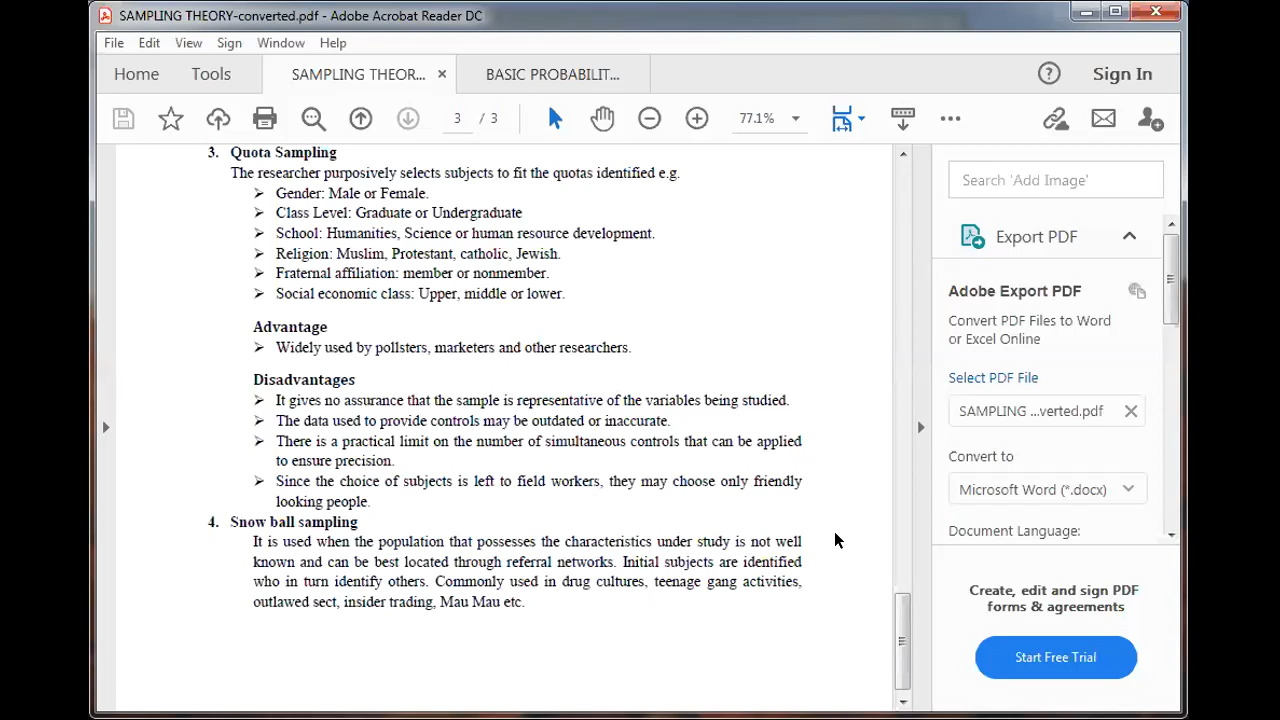 SAMPLING THEORY-converted.pdf - Adobe Acrobat Reader DC
File Edit View Sign Window Help
Home Tools SAMPLING THEOR... × BASIC PROBABILIT... ? Sign In
3 / 3 77.1%
3. Quota Sampling
The researcher purposively selects subjects to fit the quotas identified e.g.
➢ Gender: Male or Female.
➢ Class Level: Graduate or Undergraduate
➢ School: Humanities, Science or human resource development.
➢ Religion: Muslim, Protestant, catholic, Jewish.
➢ Fraternal affiliation: member or nonmember.
➢ Social economic class: Upper, middle or lower.
Advantage
➢ Widely used by pollsters, marketers and other researchers.
Disadvantages
➢ It gives no assurance that the sample is representative of the variables being studied.
➢ The data used to provide controls may be outdated or inaccurate.
➢ There is a practical limit on the number of simultaneous controls that can be applied
to ensure precision.
➢ Since the choice of subjects is left to field workers, they may choose only friendly
looking people.
4. Snow ball sampling
It is used when the population that possesses the characteristics under study is not well
known and can be best located through referral networks. Initial subjects are identified
who in turn identify others. Commonly used in drug cultures, teenage gang activities,
outlawed sect, insider trading, Mau Mau etc.
Search 'Add Image'
Export PDF
Adobe Export PDF
Convert PDF Files to Word
or Excel Online
Select PDF File
SAMPLING ...verted.pdf
Convert to
Microsoft Word (*.docx)
Document Language:
Create, edit and sign PDF
forms & agreements
Start Free Trial